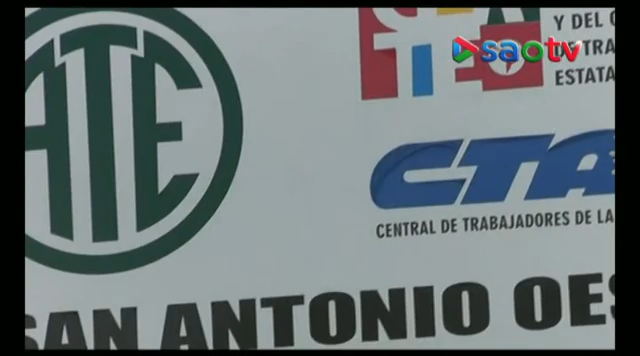 ATE
Y DEL
TRA
ESTATA
saotv
CTA
CENTRAL DE TRABAJADORES DE LA
SAN ANTONIO OES